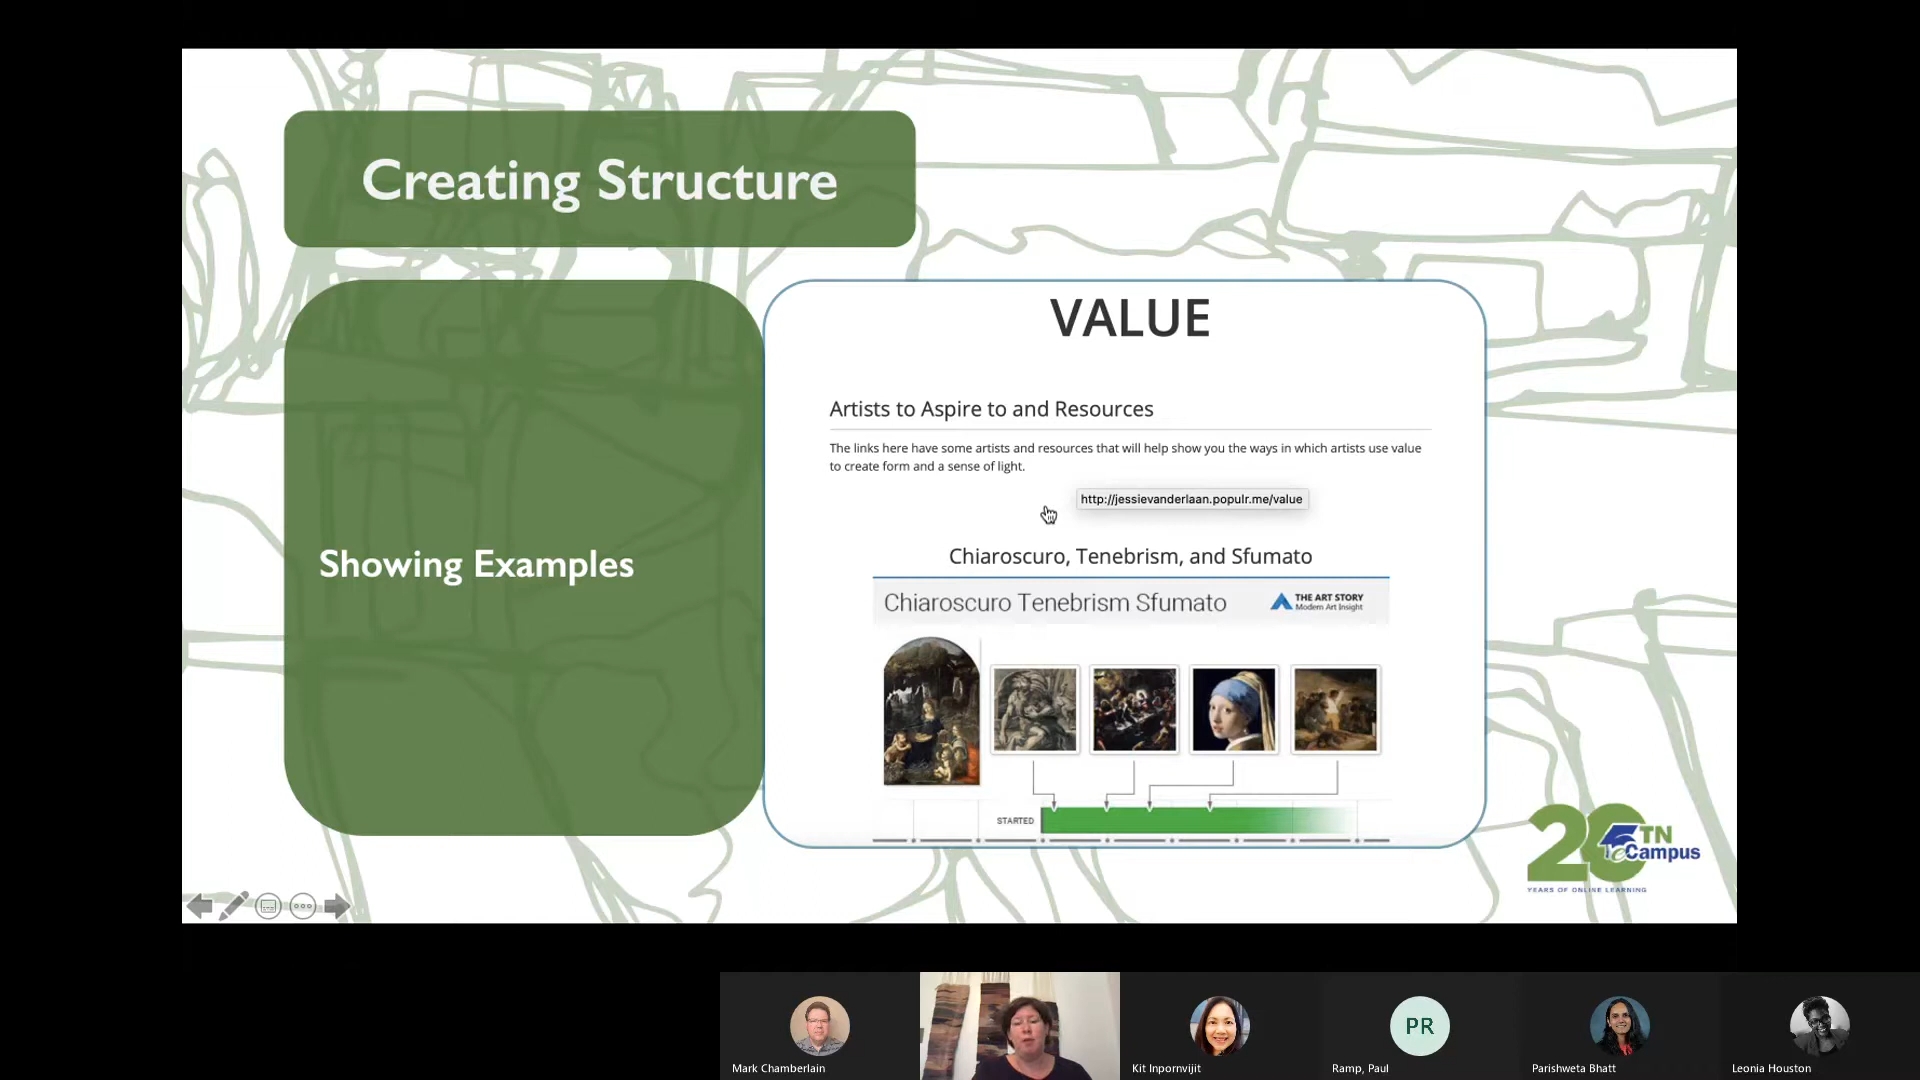 Creating Structure
Showing Examples
VALUE
Artists to Aspire to and Resources
The links here have some artists and resources that will help show you the ways in which artists use value
to create form and a sense of light.
http://jessievanderlaan.populr.me/value
Chiaroscuro, Tenebrism, and Sfumato
Chiaroscuro Tenebrism Sfumato
THE ART STORY
Modern Art Insight
STARTED
20
TN
eCampus
YEARS OF ONLINE LEARNING
PR
Mark Chamberlain
Kit Inpornvijit
Ramp, Paul
Parishweta Bhatt
Leonia Houston